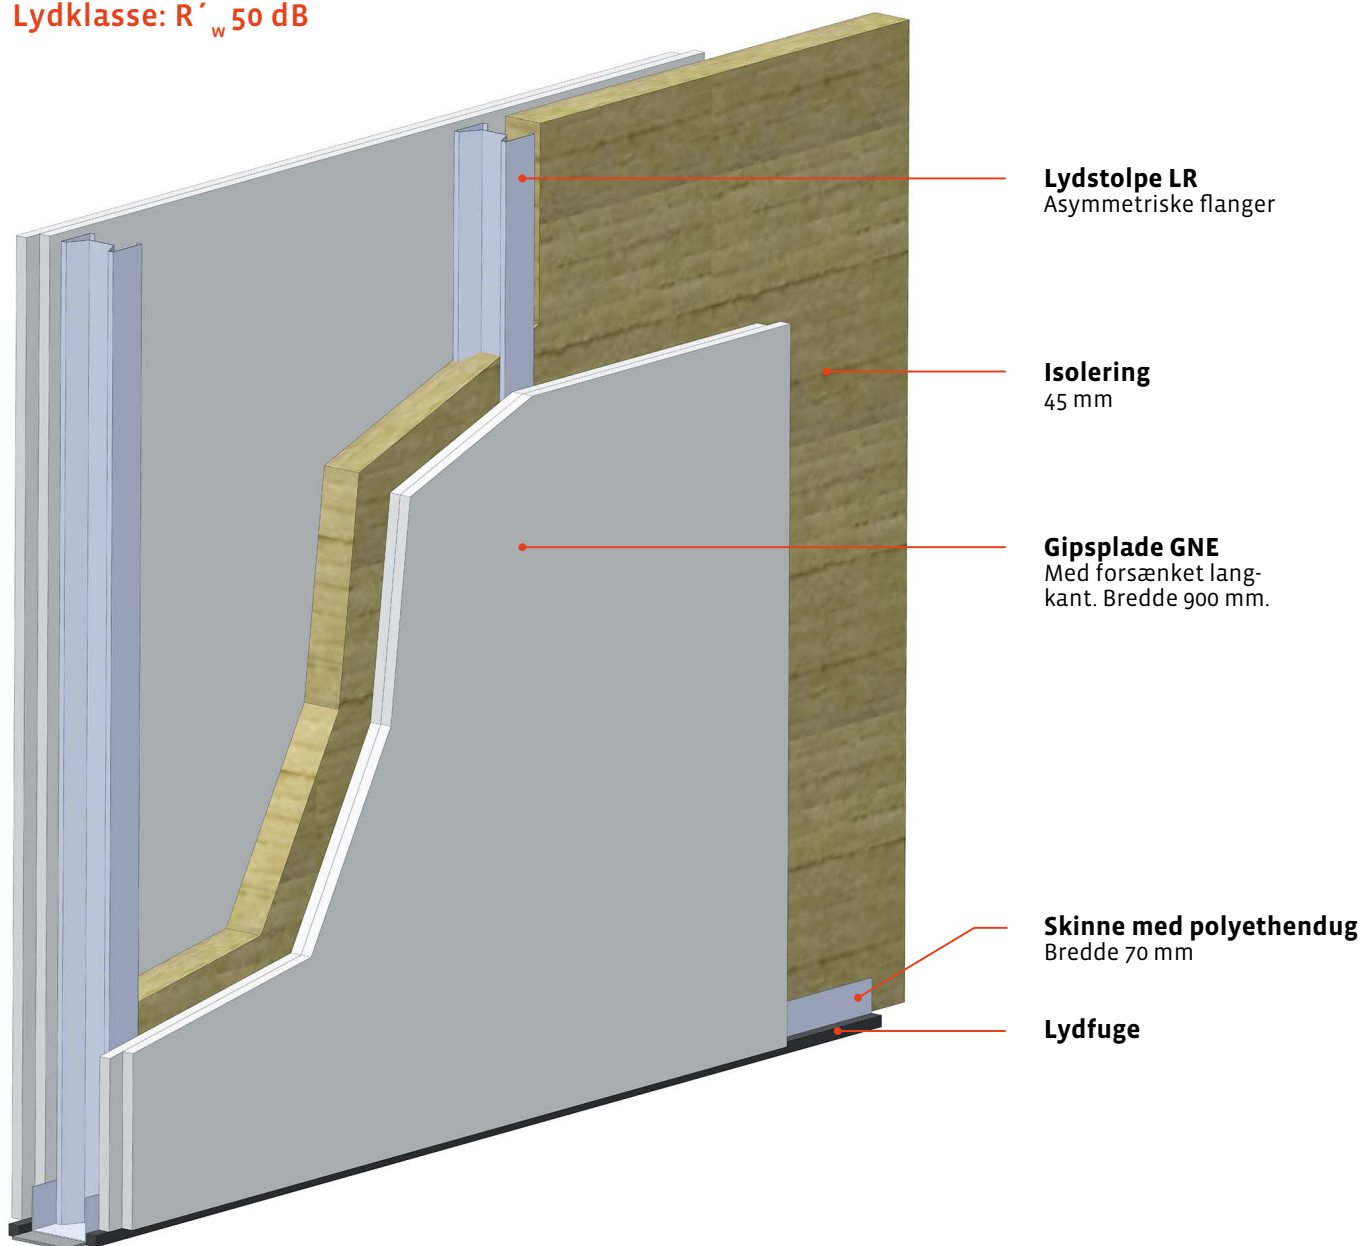 Lydklasse: R´w 50 dB
Lydstolpe LR
Asymmetriske flanger
Isolering
45 mm
Gipsplade GNE
Med forsænket lang-
kant. Bredde 900 mm.
Skinne med polyethendug
Bredde 70 mm
Lydfuge